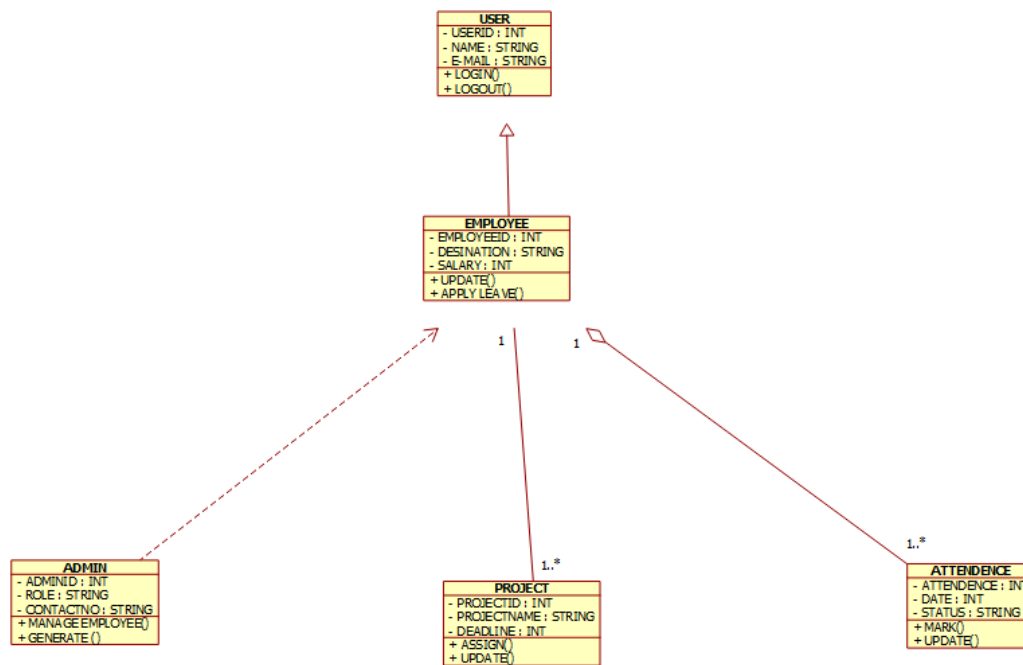 USER
- USERID : INT
- NAME : STRING
- E-MAIL : STRING
+ LOGIN()
+ LOGOUT()
EMPLOYEE
- EMPLOYEEID : INT
- DESINATION : STRING
- SALARY : INT
+ UPDATE()
+ APPLY LEAVE()
1
1
1..*
1..*
ADMIN
- ADMINID : INT
- ROLE : STRING
- CONTACTNO : STRING
+ MANAGE EMPLOYEE()
+ GENERATE ()
PROJECT
- PROJECTID : INT
- PROJECTNAME : STRING
- DEADLINE : INT
+ ASSIGN()
+ UPDATE()
ATTENDENCE
- ATTENDENCE : INT
- DATE : INT
- STATUS : STRING
+ MARK()
+ UPDATE()